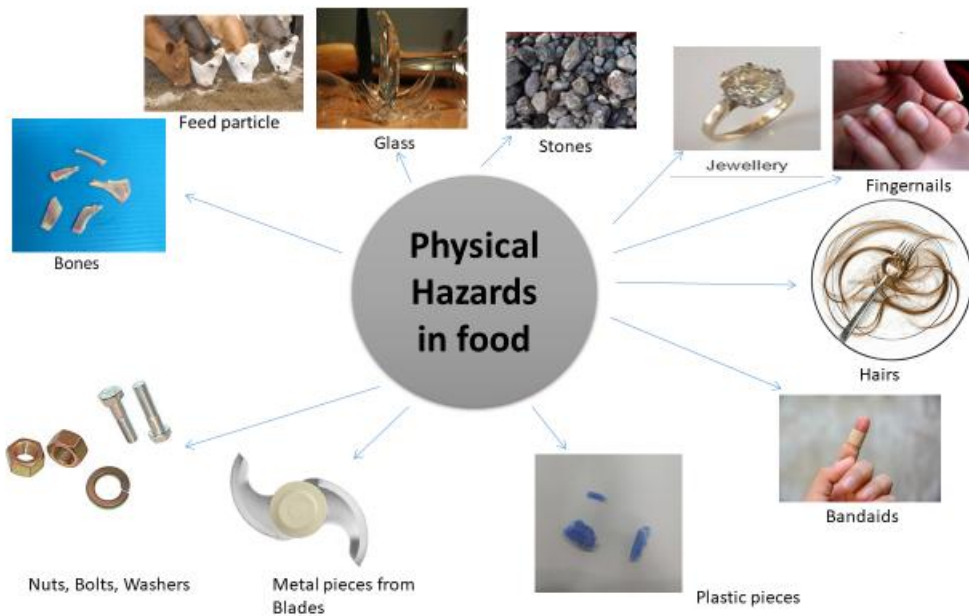 Feed particle
Glass
Stones
Jewellery
Fingernails
Bones
Physical
Hazards
in food
Hairs
Bandaids
Nuts, Bolts, Washers
Metal pieces from
Blades
Plastic pieces